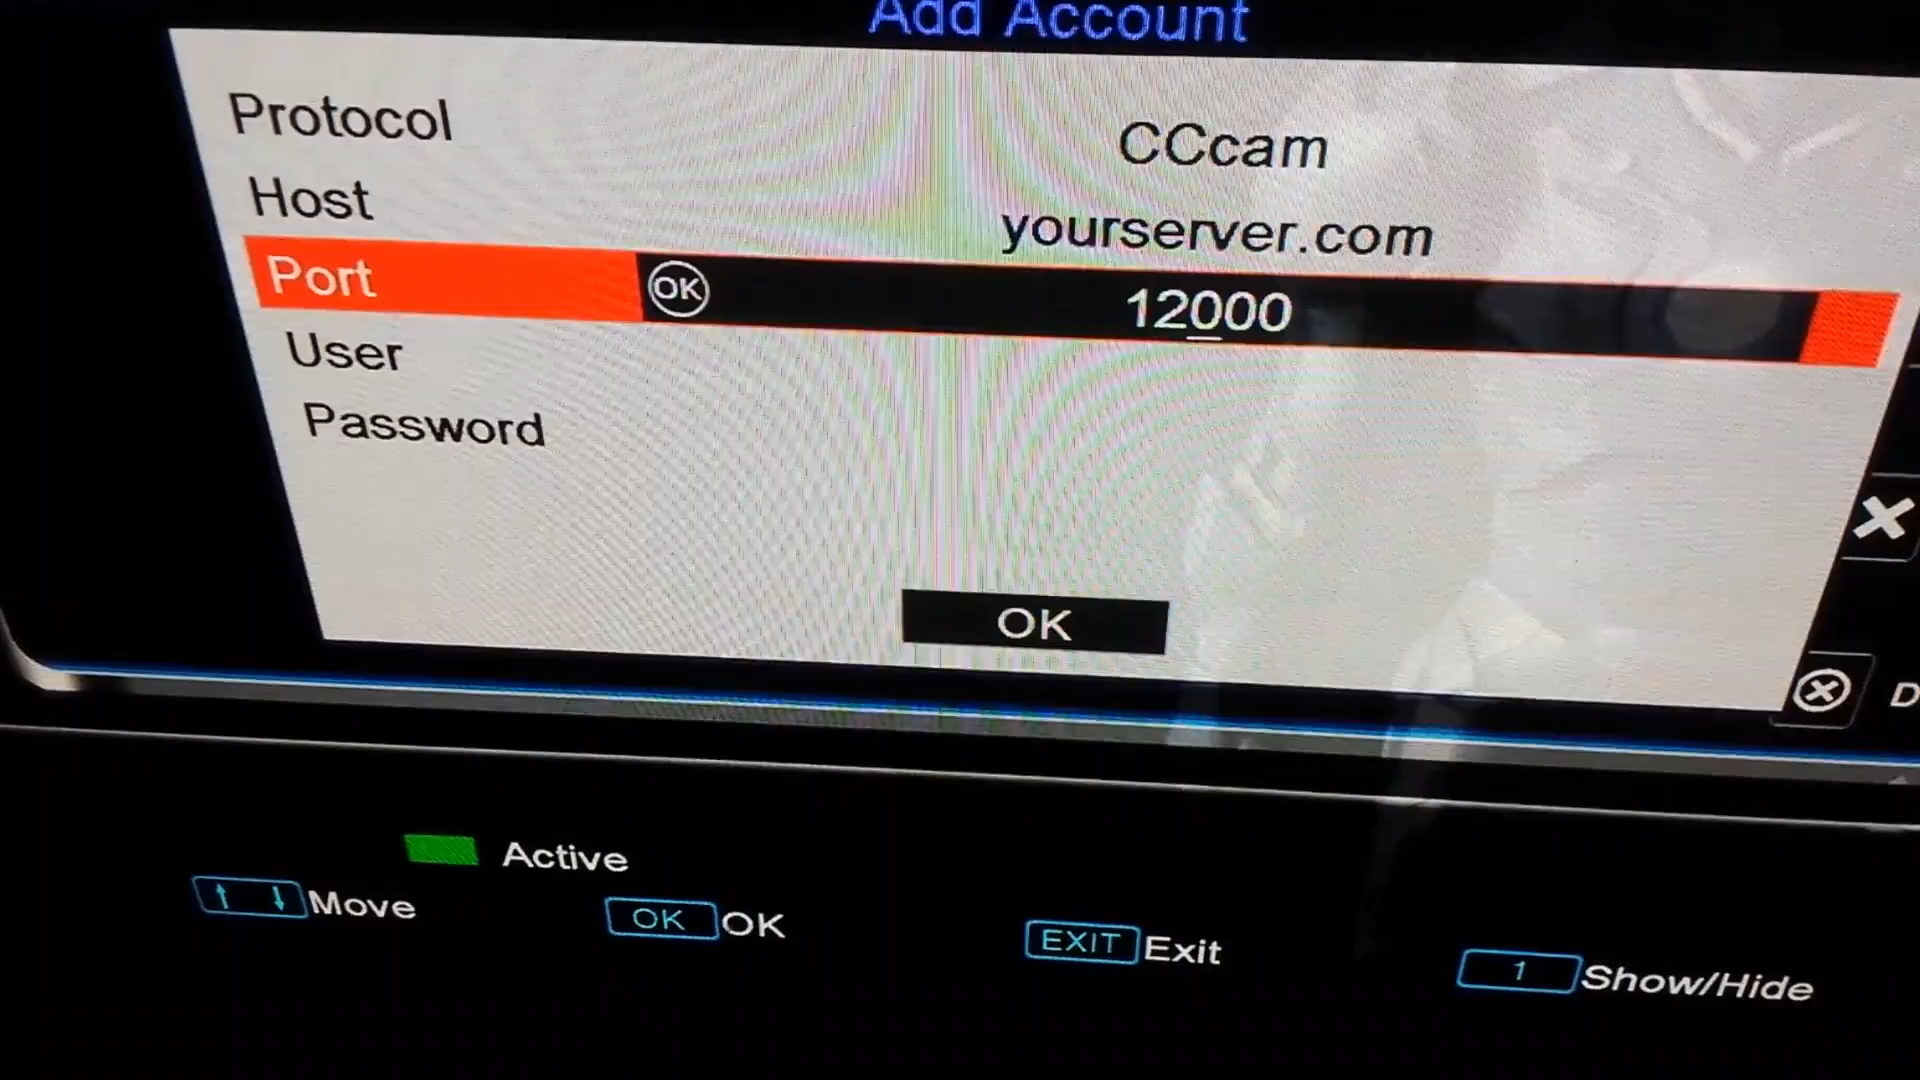 Add Account
Protocol CCcam
Host yourserver.com
Port OK 12000
User
Password
OK
D
Active
↑ ↓ Move
OK OK
EXIT Exit
1 Show/Hide